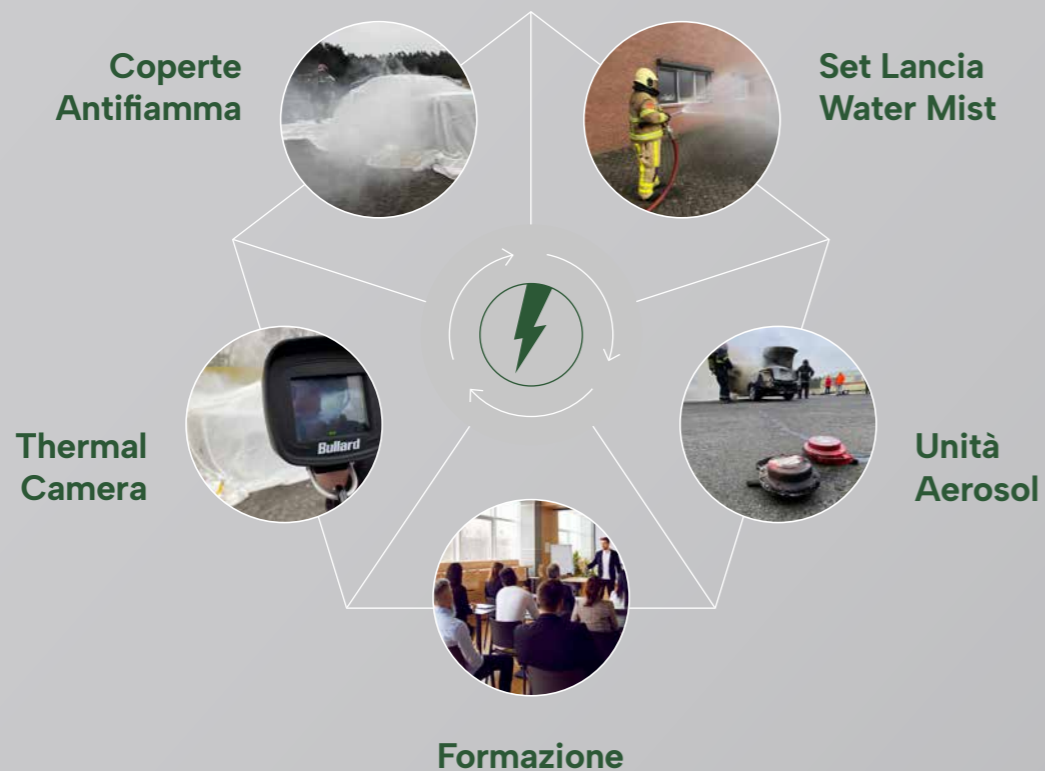 Coperte
Antifiamma
Set Lancia
Water Mist
Thermal
Camera
Bullard
Unità
Aerosol
Formazione